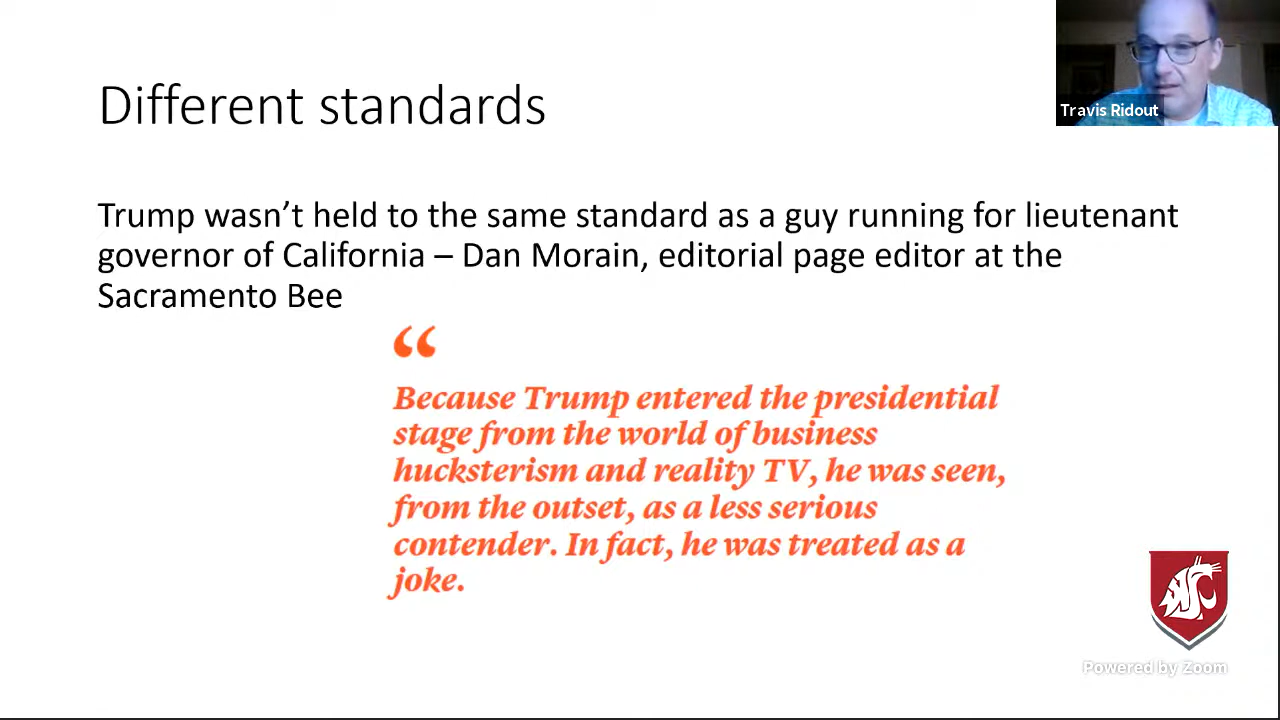 Different standards
Travis Ridout
Trump wasn’t held to the same standard as a guy running for lieutenant
governor of California – Dan Morain, editorial page editor at the
Sacramento Bee
“
Because Trump entered the presidential
stage from the world of business
hucksterism and reality TV, he was seen,
from the outset, as a less serious
contender. In fact, he was treated as a
joke.
WSC
Powered by Zoom